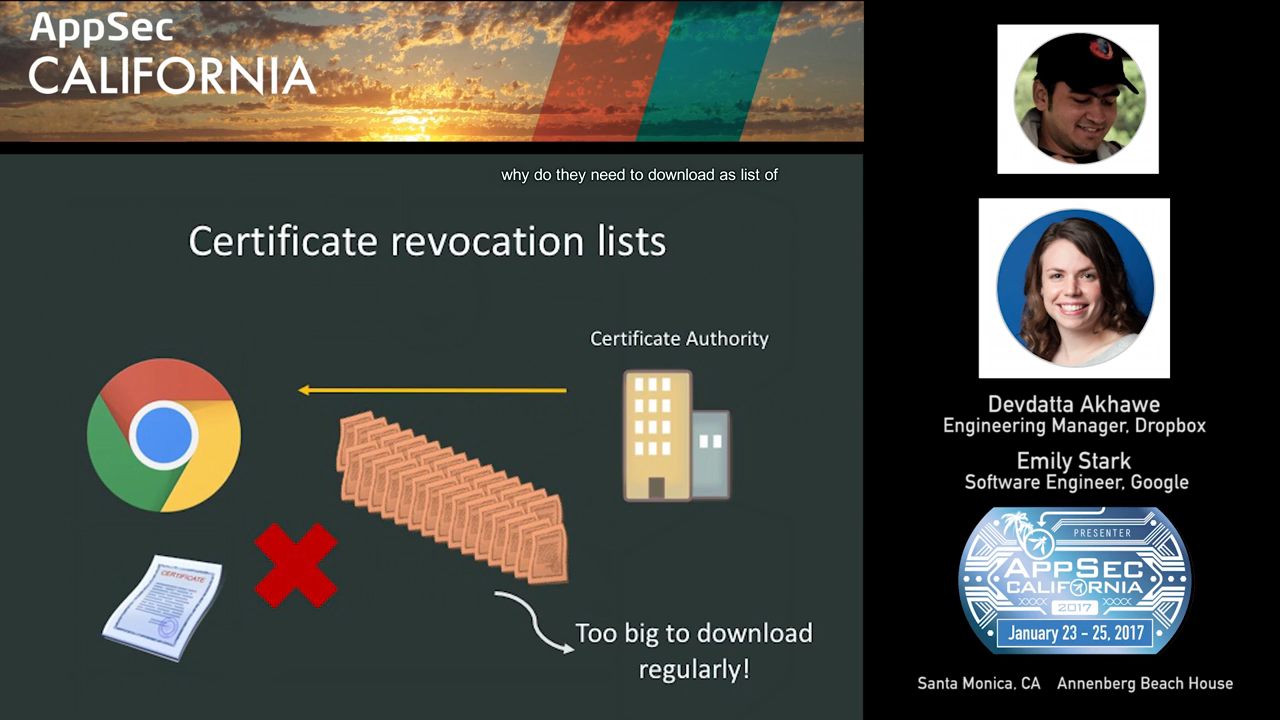 AppSec
CALIFORNIA
why do they need to download as list of
Certificate revocation lists
Certificate Authority
CERTIFICATE
Too big to download
regularly!
Devdatta Akhawe
Engineering Manager, Dropbox
Emily Stark
Software Engineer, Google
PRESENTER
APPSEC
CALIFORNIA
2017
January 23 - 25, 2017
Santa Monica, CA Annenberg Beach House